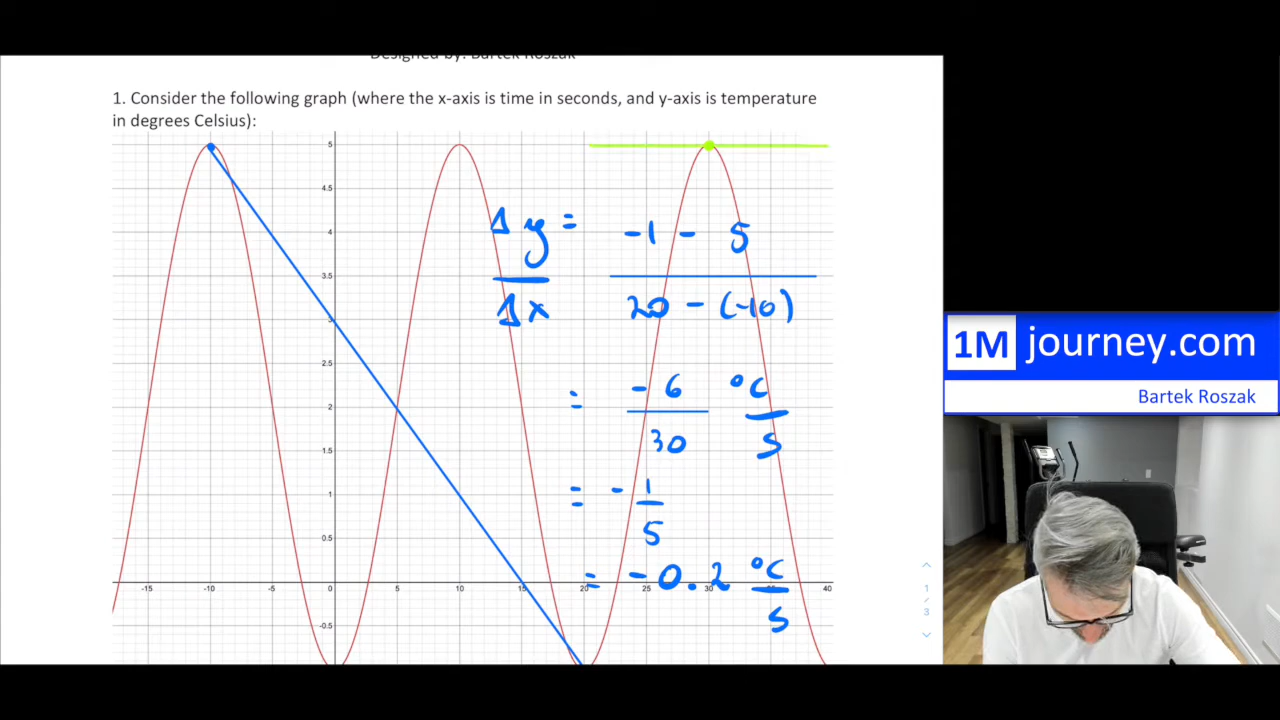 Designed by: Bartek Roszak
1. Consider the following graph (where the x-axis is time in seconds, and y-axis is temperature
in degrees Celsius):
5
4.5
4
3.5
3
2.5
2
1.5
1
0.5
-15 -10 -5 0 5 10 15 20 25 30 35 40
-0.5
Δy = -1 - 5
Δx 20 - (-10)
= -6 °C
30 s
= - 1
5
= -0.2 °C
s
1M journey.com
Bartek Roszak
1
/
3